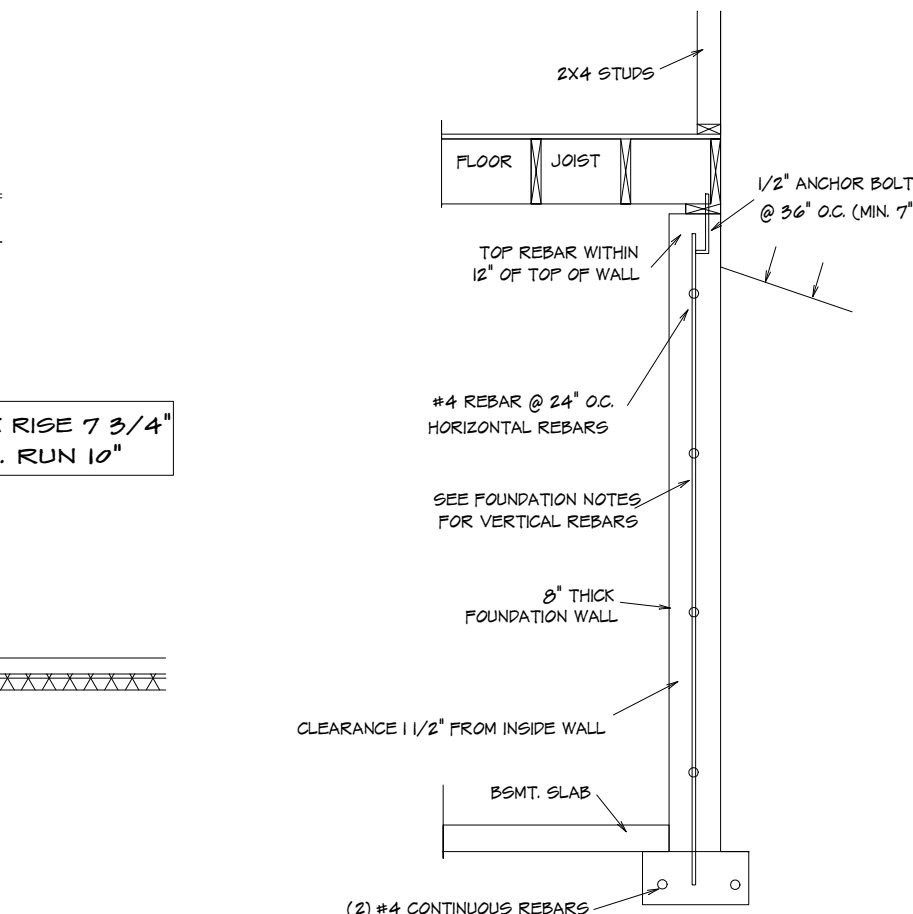 2X4 STUDS
FLOOR JOIST
1/2" ANCHOR BOLT
@ 36" O.C. (MIN. 7"
TOP REBAR WITHIN
12" OF TOP OF WALL
#4 REBAR @ 24" O.C.
HORIZONTAL REBARS
RISE 7 3/4"
. RUN 10"
SEE FOUNDATION NOTES
FOR VERTICAL REBARS
8" THICK
FOUNDATION WALL
CLEARANCE 1 1/2" FROM INSIDE WALL
BSMT. SLAB
(2) #4 CONTINUOUS REBARS